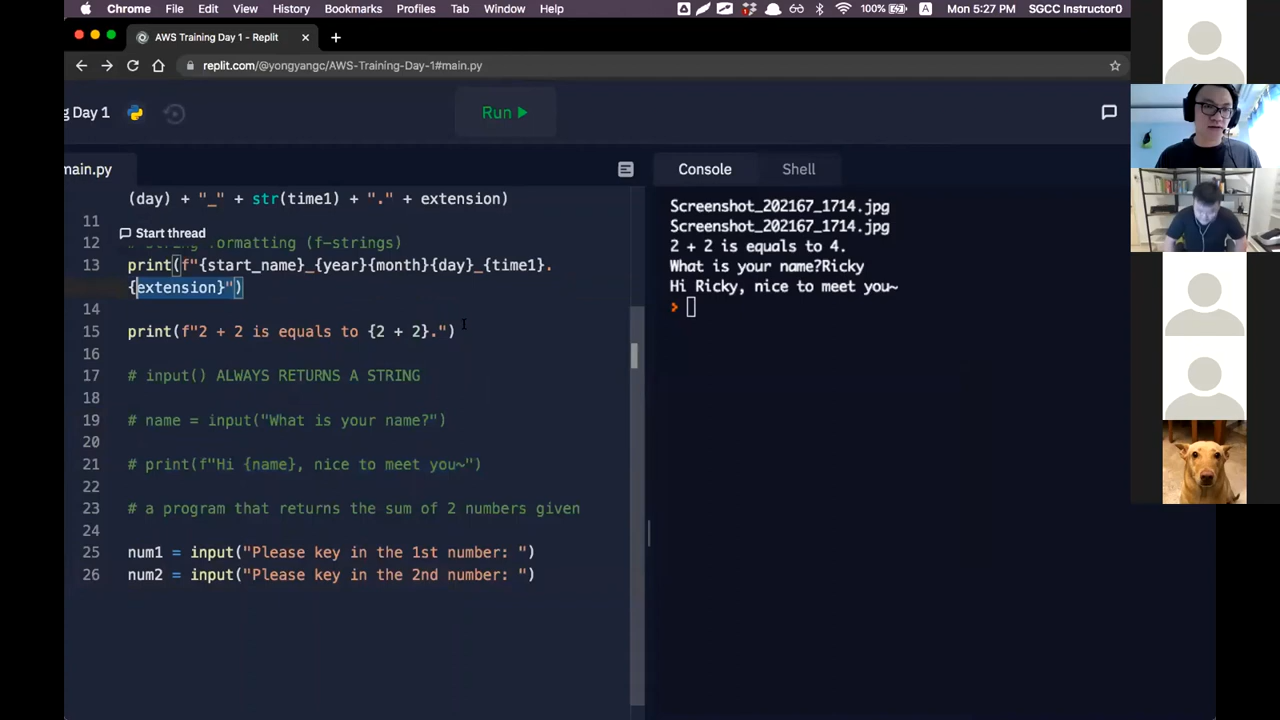 Chrome File Edit View History Bookmarks Profiles Tab Window Help 100% A Mon 5:27 PM SGCC Instructor0
AWS Training Day 1 - Replit
replit.com/@yongyangc/AWS-Training-Day-1#main.py
g Day 1
Run
main.py
Console Shell
(day) + "_" + str(time1) + "." + extension)
11
Start thread
12 formatting (f-strings)
13 print(f"{start_name}_{year}{month}{day}_{time1}.
{extension}")
14
15 print(f"2 + 2 is equals to {2 + 2}.")
16
17 # input() ALWAYS RETURNS A STRING
18
19 # name = input("What is your name?")
20
21 # print(f"Hi {name}, nice to meet you~")
22
23 # a program that returns the sum of 2 numbers given
24
25 num1 = input("Please key in the 1st number: ")
26 num2 = input("Please key in the 2nd number: ")
Screenshot_202167_1714.jpg
Screenshot_202167_1714.jpg
2 + 2 is equals to 4.
What is your name?Ricky
Hi Ricky, nice to meet you~